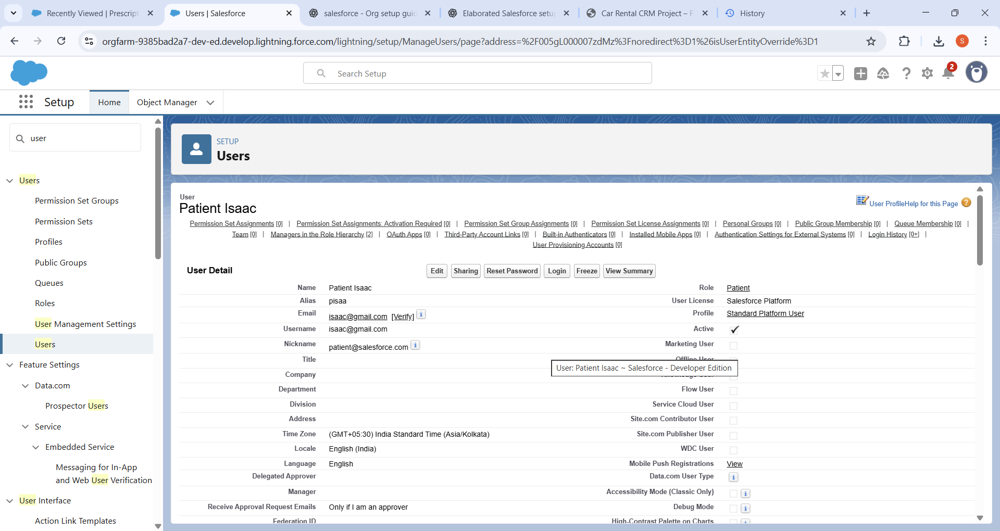 Recently Viewed | Prescript
Users | Salesforce
salesforce - Org setup guid
Elaborated Salesforce setu
Car Rental CRM Project – F
History
orgfarm-9385bad2a7-dev-ed.develop.lightning.force.com/lightning/setup/ManageUsers/page?address=%2F005gL000007zdMz%3Fnoredirect%3D1%26isUserEntityOverride%3D1
S
Search Setup
2
Setup
Home
Object Manager
user
Users
Permission Set Groups
Permission Sets
Profiles
Public Groups
Queues
Roles
User Management Settings
Users
Feature Settings
Data.com
Prospector Users
Service
Embedded Service
Messaging for In-App
and Web User Verification
User Interface
Action Link Templates
SETUP
Users
User
Patient Isaac
User Profile Help for this Page ?
Permission Set Assignments [0] | Permission Set Assignments: Activation Required [0] | Permission Set Group Assignments [0] | Permission Set License Assignments [0] | Personal Groups [0] | Public Group Membership [0] | Queue Membership [0] |
Team [0] | Managers in the Role Hierarchy [2] | OAuth Apps [0] | Third-Party Account Links [0] | Built-in Authenticators [0] | Installed Mobile Apps [0] | Authentication Settings for External Systems [0] | Login History [0+] |
User Provisioning Accounts [0]
User Detail
Edit Sharing Reset Password Login Freeze View Summary
Name Patient Isaac Role Patient
Alias pisaa User License Salesforce Platform
Email isaac@gmail.com [Verify] i Profile Standard Platform User
Username isaac@gmail.com Active
Nickname patient@salesforce.com i Marketing User
Title Offline User
User: Patient Isaac ~ Salesforce - Developer Edition
Company Knowledge User
Department Flow User
Division Service Cloud User
Address Site.com Contributor User
Time Zone (GMT+05:30) India Standard Time (Asia/Kolkata) Site.com Publisher User
Locale English (India) WDC User
Language English Mobile Push Registrations View
Delegated Approver Data.com User Type i
Manager Accessibility Mode (Classic Only) i
Receive Approval Request Emails Only if I am an approver Debug Mode i
Federation ID High-Contrast Palette on Charts i